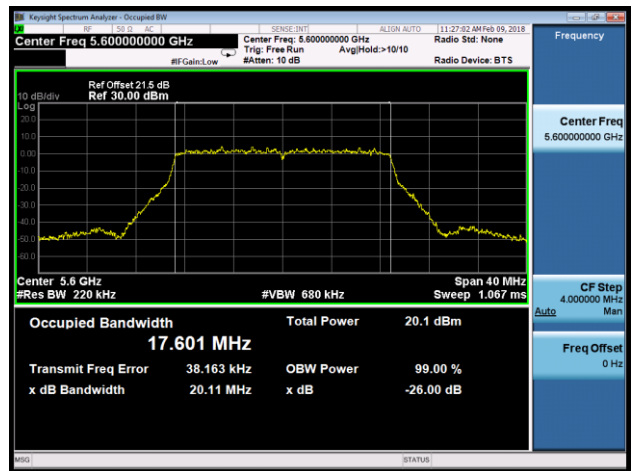 Keysight Spectrum Analyzer - Occupied BW
RF 50 Ω AC SENSE:INT ALIGN AUTO 11:27:02 AM Feb 09, 2018
Center Freq 5.600000000 GHz
Center Freq: 5.600000000 GHz
Radio Std: None
Trig: Free Run Avg|Hold:>10/10
#IFGain:Low #Atten: 10 dB Radio Device: BTS
Frequency
Ref Offset 21.5 dB
10 dB/div Ref 30.00 dBm
Log
20.0
10.0
0.00
-10.0
-20.0
-30.0
-40.0
-50.0
-60.0
Center 5.6 GHz Span 40 MHz
#Res BW 220 kHz #VBW 680 kHz Sweep 1.067 ms
Occupied Bandwidth Total Power 20.1 dBm
17.601 MHz
Transmit Freq Error 38.163 kHz OBW Power 99.00 %
x dB Bandwidth 20.11 MHz x dB -26.00 dB
Center Freq
5.600000000 GHz
CF Step
4.000000 MHz
Auto Man
Freq Offset
0 Hz
MSG STATUS